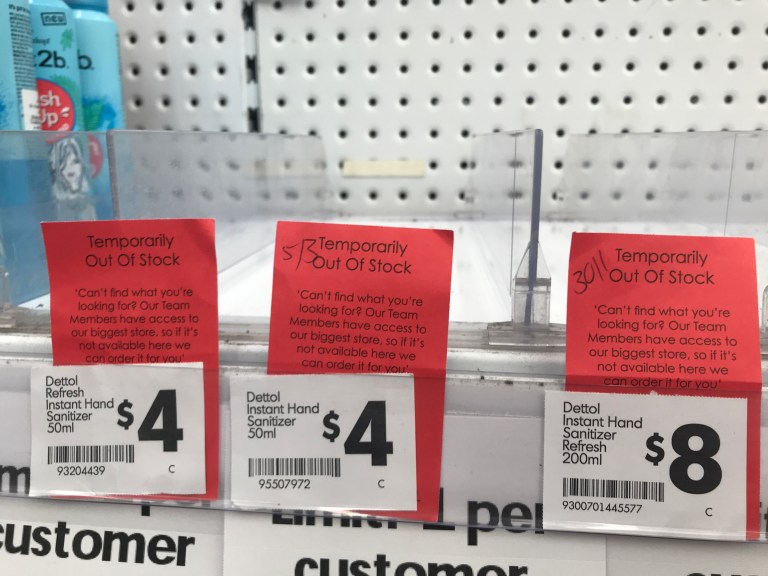 NEW
2b
b.
sh
Up
Temporarily
Out Of Stock
'Can't find what you're
looking for? Our Team
Members have access to
our biggest store, so if it's
not available here we
can order it for you'
5/3
Temporarily
Out Of Stock
'Can't find what you're
looking for? Our Team
Members have access to
our biggest store, so if it's
not available here we
can order it for you'
30/1
Temporarily
Out Of Stock
'Can't find what you're
looking for? Our Team
Members have access to
our biggest store, so if it's
not available here we
can order it for you'
Dettol
Refresh
Instant Hand
Sanitizer
50ml
$4
93204439
C
Dettol
Instant Hand
Sanitizer
50ml
$4
95507972
C
Dettol
Instant Hand
Sanitizer
Refresh
200ml
$8
9300701445577
C
customer
customer